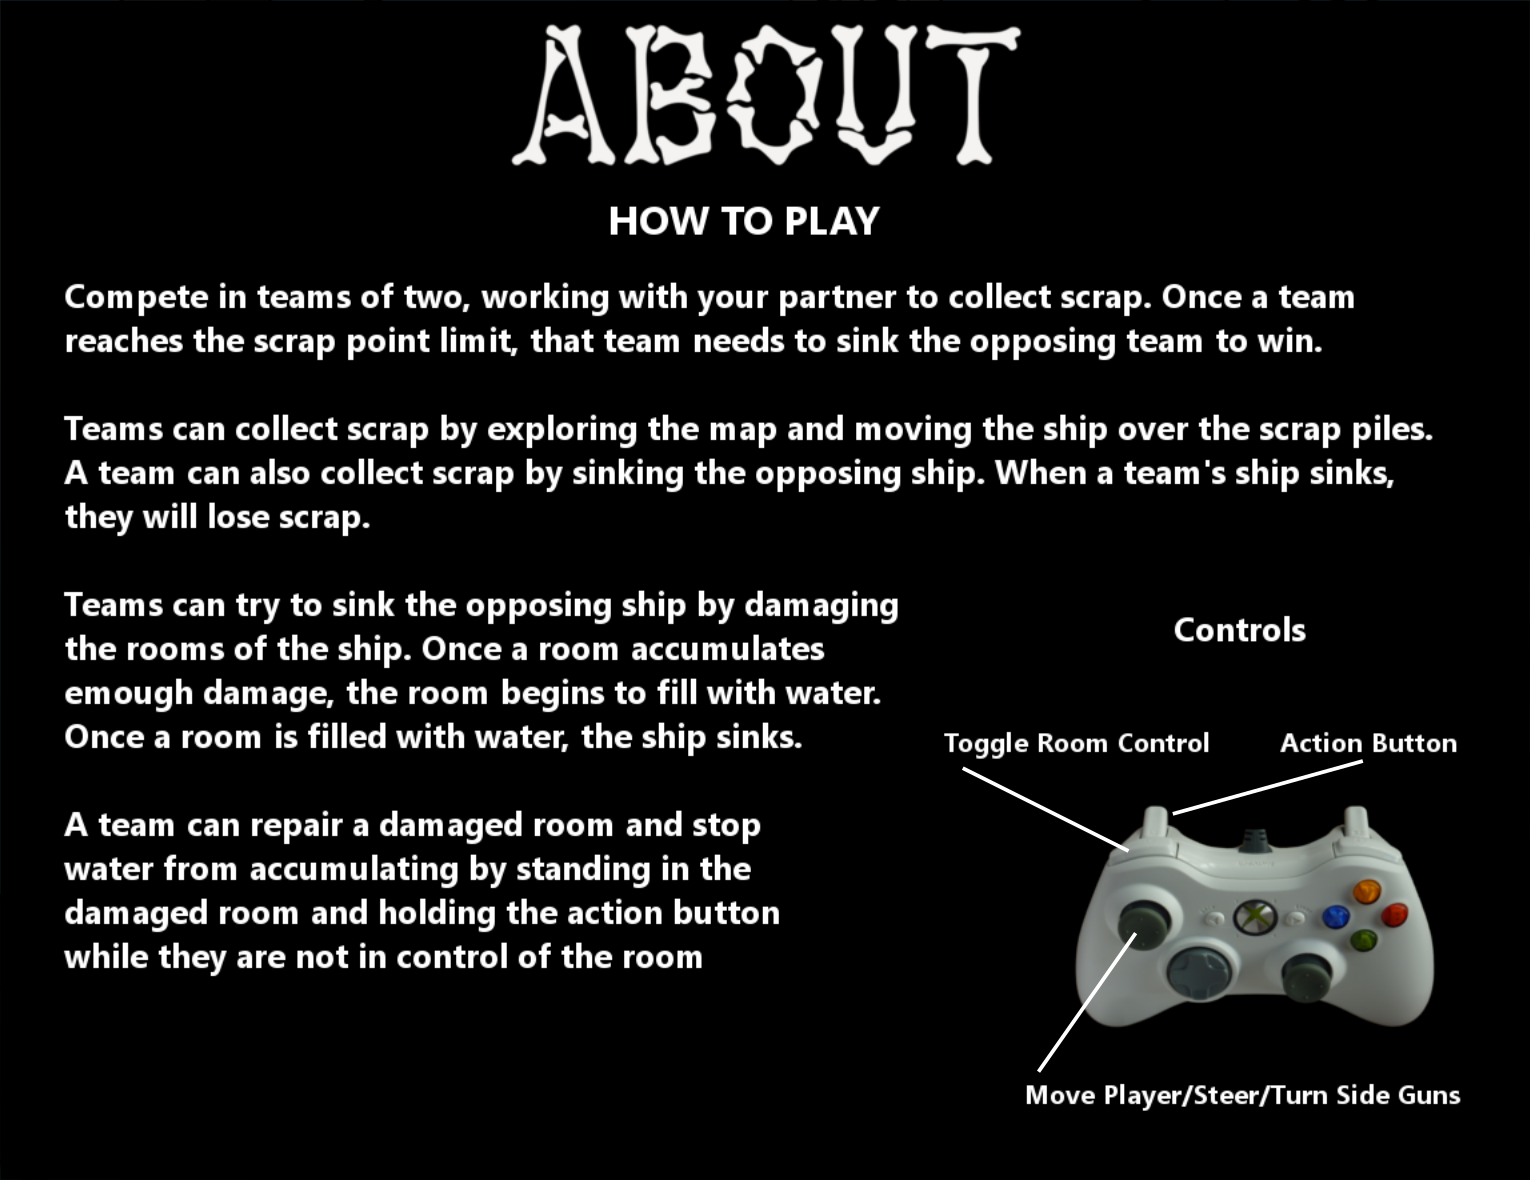 ABOUT
HOW TO PLAY
Compete in teams of two, working with your partner to collect scrap. Once a team
reaches the scrap point limit, that team needs to sink the opposing team to win.
Teams can collect scrap by exploring the map and moving the ship over the scrap piles.
A team can also collect scrap by sinking the opposing ship. When a team's ship sinks,
they will lose scrap.
Teams can try to sink the opposing ship by damaging
the rooms of the ship. Once a room accumulates
emough damage, the room begins to fill with water.
Once a room is filled with water, the ship sinks.
A team can repair a damaged room and stop
water from accumulating by standing in the
damaged room and holding the action button
while they are not in control of the room
Controls
Toggle Room Control
Action Button
Move Player/Steer/Turn Side Guns